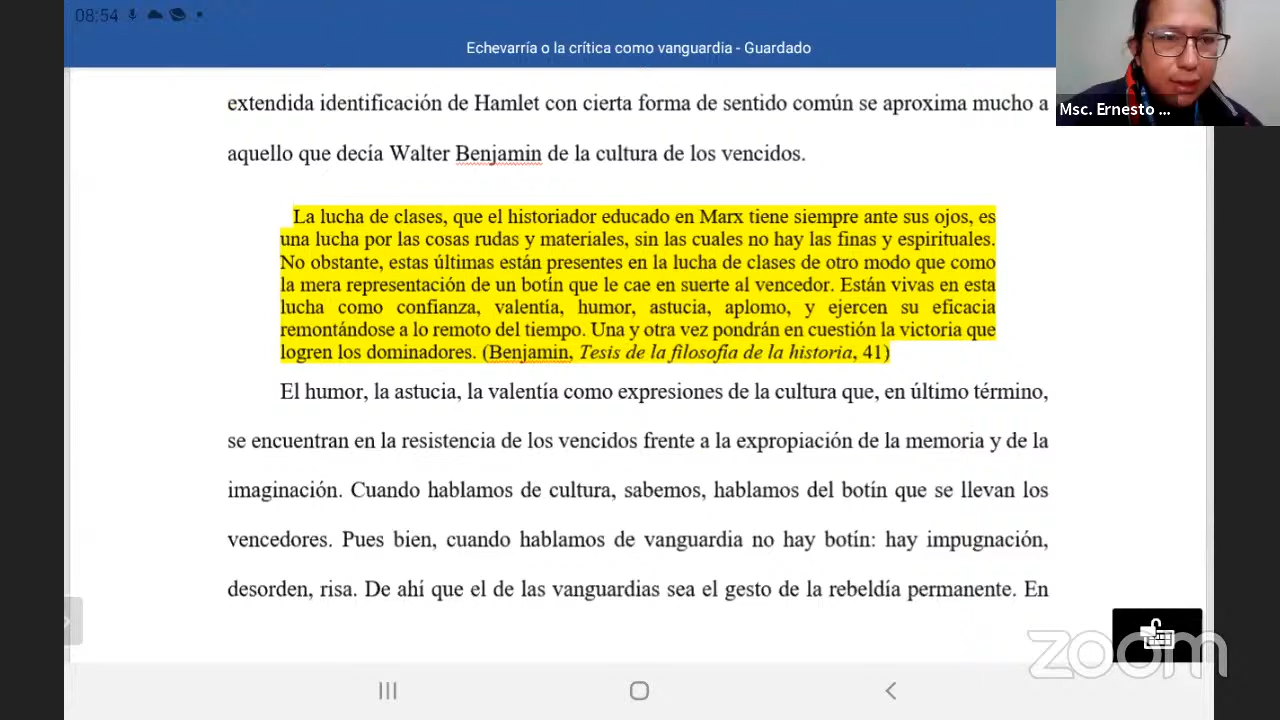 08:54
Echevarría o la crítica como vanguardia - Guardado
Msc. Ernesto ...
extendida identificación de Hamlet con cierta forma de sentido común se aproxima mucho a
aquello que decía Walter Benjamin de la cultura de los vencidos.
La lucha de clases, que el historiador educado en Marx tiene siempre ante sus ojos, es
una lucha por las cosas rudas y materiales, sin las cuales no hay las finas y espirituales.
No obstante, estas últimas están presentes en la lucha de clases de otro modo que como
la mera representación de un botín que le cae en suerte al vencedor. Están vivas en esta
lucha como confianza, valentía, humor, astucia, aplomo, y ejercen su eficacia
remontándose a lo remoto del tiempo. Una y otra vez pondrán en cuestión la victoria que
logren los dominadores. (Benjamin, Tesis de la filosofía de la historia, 41)
El humor, la astucia, la valentía como expresiones de la cultura que, en último término,
se encuentran en la resistencia de los vencidos frente a la expropiación de la memoria y de la
imaginación. Cuando hablamos de cultura, sabemos, hablamos del botín que se llevan los
vencedores. Pues bien, cuando hablamos de vanguardia no hay botín: hay impugnación,
desorden, risa. De ahí que el de las vanguardias sea el gesto de la rebeldía permanente. En
zoom